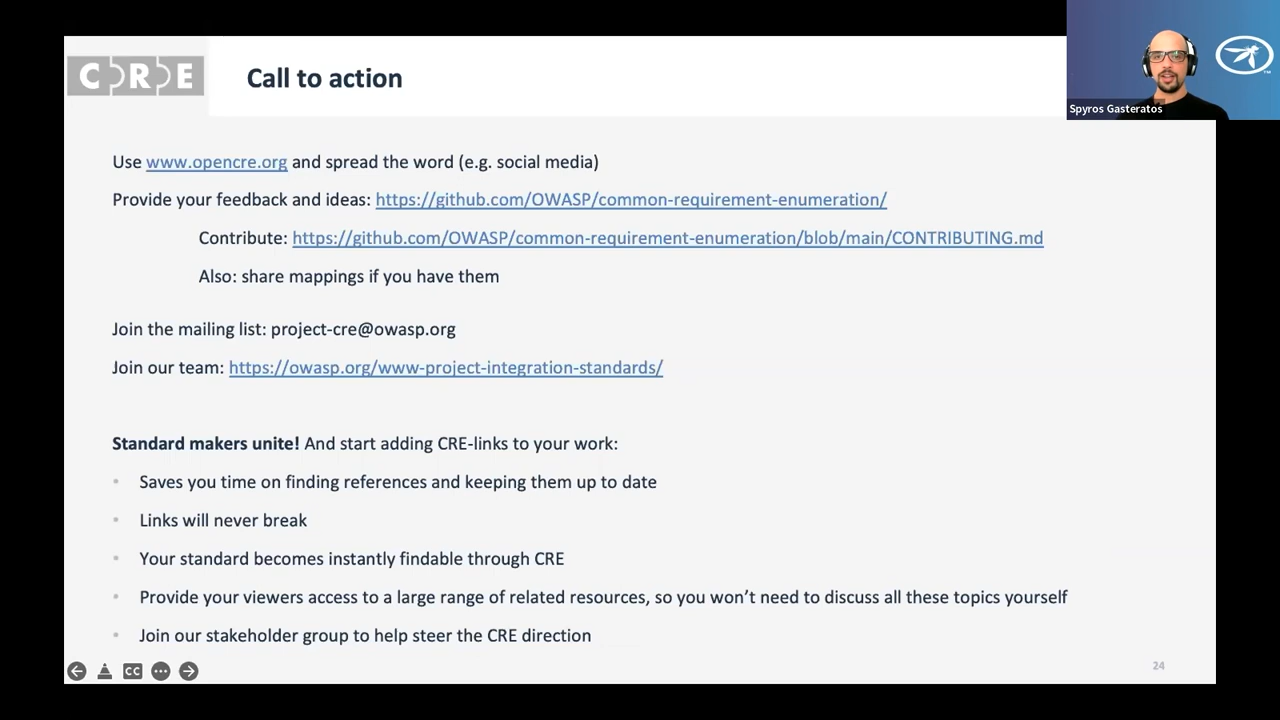 CRE
Call to action
Spyros Gasteratos
Use www.opencre.org and spread the word (e.g. social media)
Provide your feedback and ideas: https://github.com/OWASP/common-requirement-enumeration/
Contribute: https://github.com/OWASP/common-requirement-enumeration/blob/main/CONTRIBUTING.md
Also: share mappings if you have them
Join the mailing list: project-cre@owasp.org
Join our team: https://owasp.org/www-project-integration-standards/
Standard makers unite! And start adding CRE-links to your work:
• Saves you time on finding references and keeping them up to date
• Links will never break
• Your standard becomes instantly findable through CRE
• Provide your viewers access to a large range of related resources, so you won’t need to discuss all these topics yourself
• Join our stakeholder group to help steer the CRE direction
CC
24